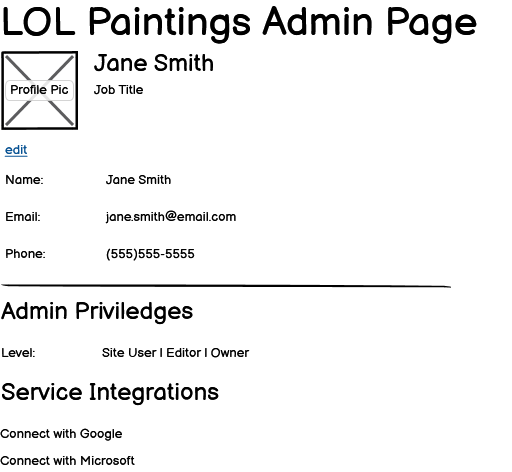 LOL Paintings Admin Page
Jane Smith
Profile Pic
Job Title
edit
Name: Jane Smith
Email: jane.smith@email.com
Phone: (555)555-5555
Admin Priviledges
Level: Site User | Editor | Owner
Service Integrations
Connect with Google
Connect with Microsoft